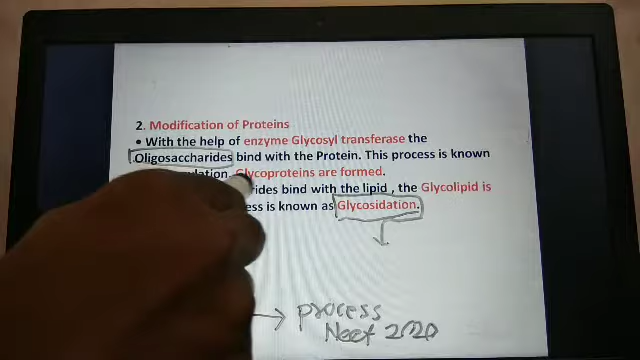 2. Modification of Proteins
• With the help of enzyme Glycosyl transferase the
Oligosaccharides bind with the Protein. This process is known
Glycoproteins are formed.
bind with the lipid , the Glycolipid is
is known as Glycosidation.
process
Neet 2020